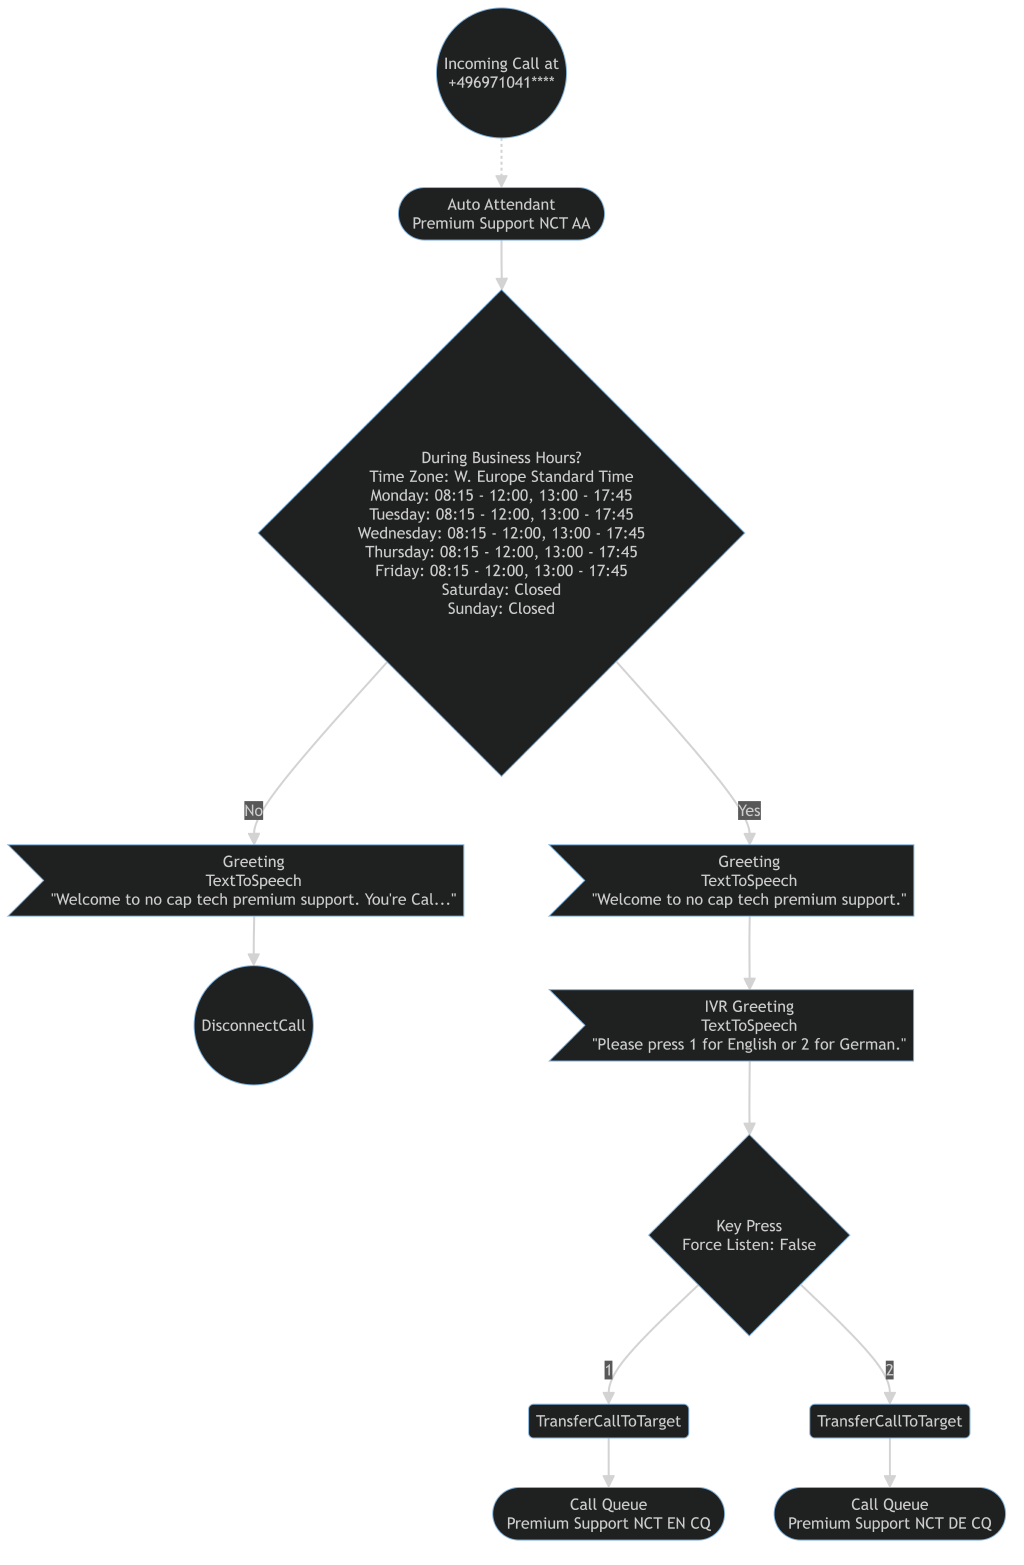 Incoming Call at
+496971041****
Auto Attendant
Premium Support NCT AA
During Business Hours?
Time Zone: W. Europe Standard Time
Monday: 08:15 - 12:00, 13:00 - 17:45
Tuesday: 08:15 - 12:00, 13:00 - 17:45
Wednesday: 08:15 - 12:00, 13:00 - 17:45
Thursday: 08:15 - 12:00, 13:00 - 17:45
Friday: 08:15 - 12:00, 13:00 - 17:45
Saturday: Closed
Sunday: Closed
No
Yes
Greeting
TextToSpeech
"Welcome to no cap tech premium support. You're Cal..."
Greeting
TextToSpeech
"Welcome to no cap tech premium support."
DisconnectCall
IVR Greeting
TextToSpeech
"Please press 1 for English or 2 for German."
Key Press
Force Listen: False
1
2
TransferCallToTarget
TransferCallToTarget
Call Queue
Premium Support NCT EN CQ
Call Queue
Premium Support NCT DE CQ